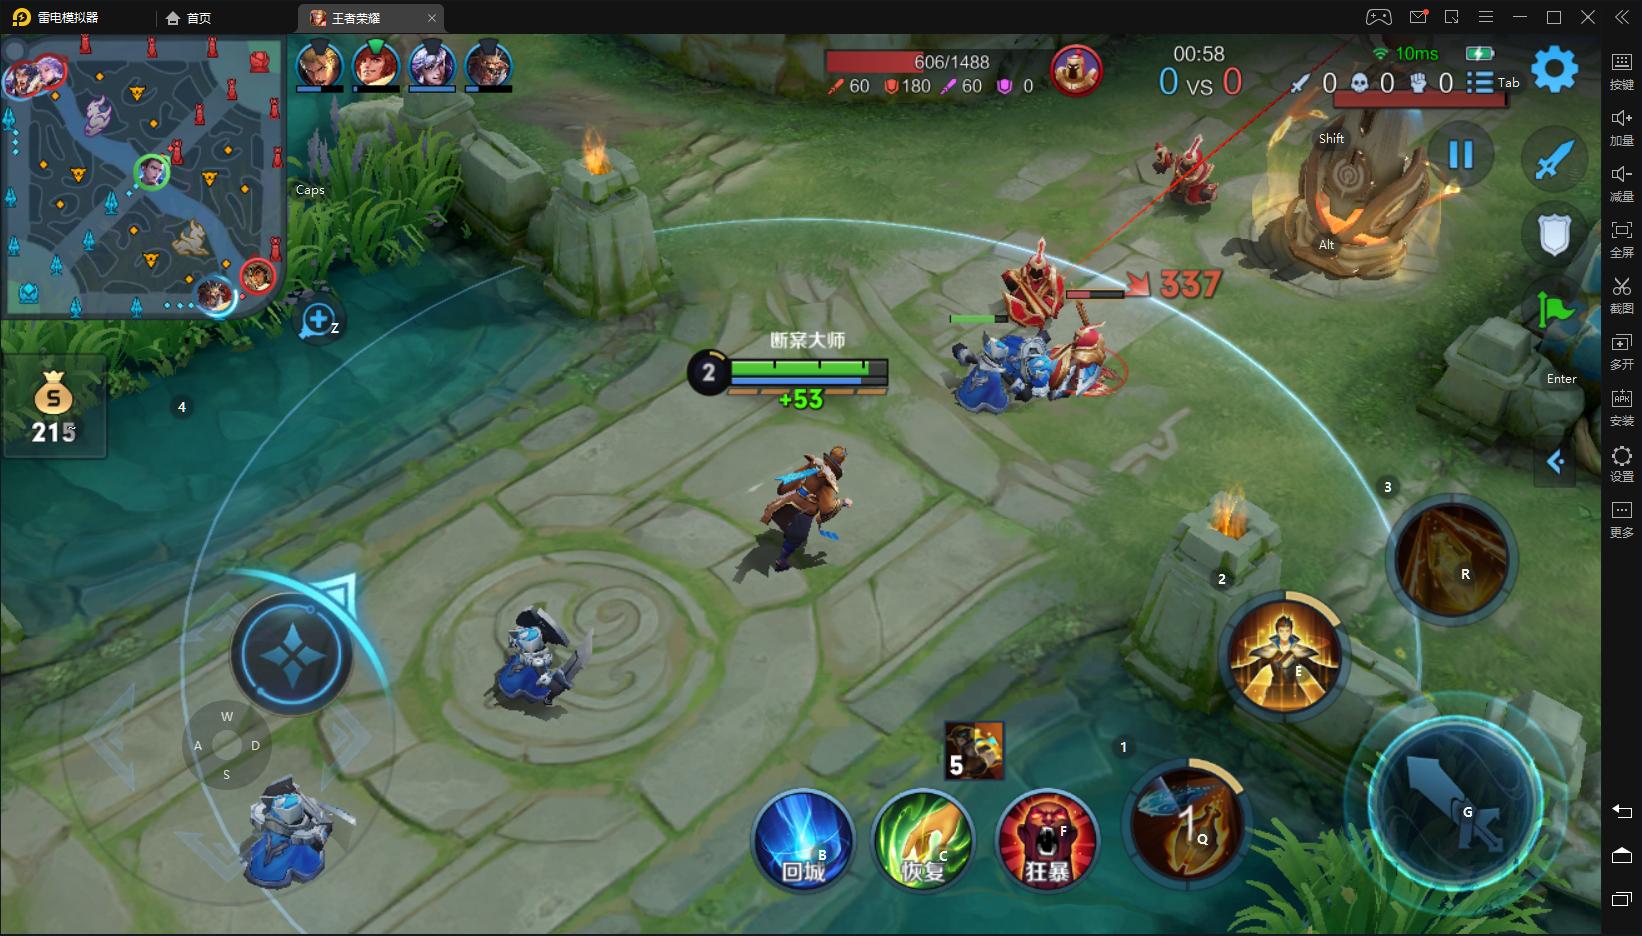 雷电模拟器
首页
王者荣耀
606/1488
60 180 60 0
00:58
0 VS 0
10ms
0 0 0
Tab
按键
加量
减量
全屏
截图
多开
安装
设置
更多
APK
Shift
Alt
Enter
Caps
Z
S
215
4
断案大师
2
+53
337
3
R
2
E
W
A D
S
1
5
1
Q
G
B
回城
C
恢复
F
狂暴